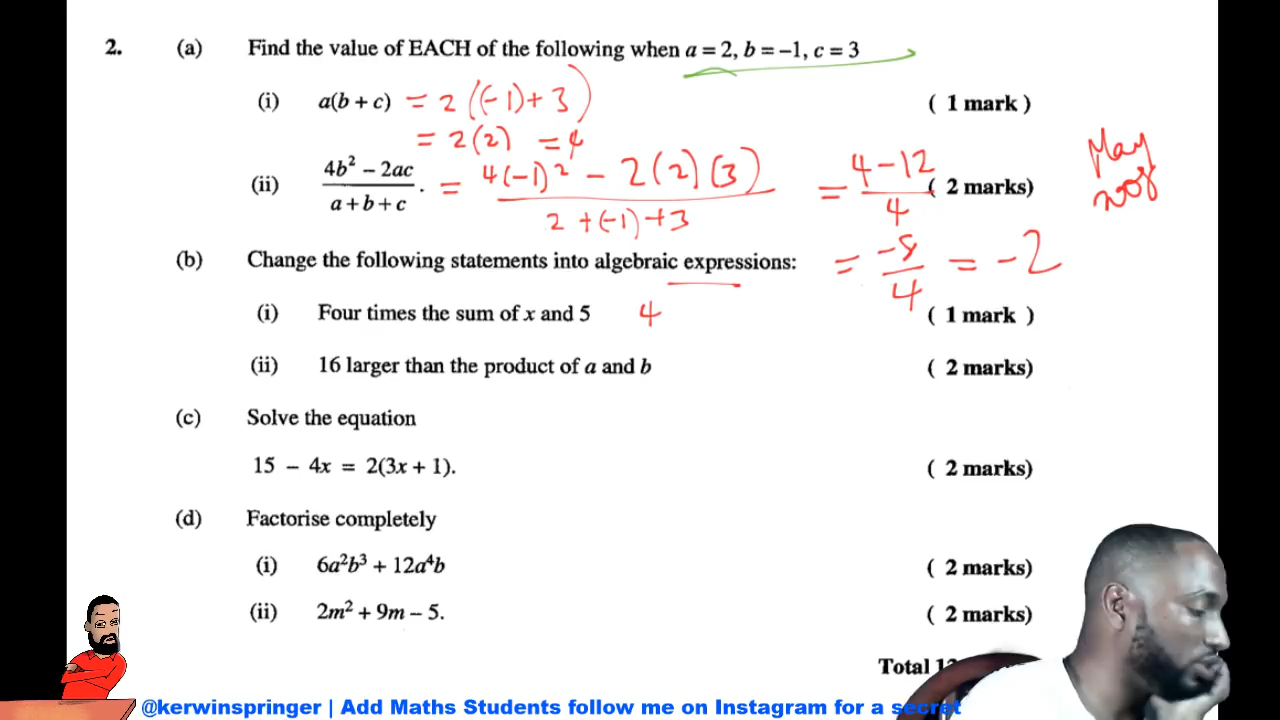 2. (a) Find the value of EACH of the following when a = 2, b = −1, c = 3
(i) a(b + c) = 2((-1)+3) ( 1 mark )
= 2(2) = 4
(ii) (4b² − 2ac)/(a + b + c) . = (4(-1)² - 2(2)(3))/(2+(-1)+3) = (4-12)/4 ( 2 marks)
May
(b) Change the following statements into algebraic expressions: = -8/4 = -2
(i) Four times the sum of x and 5 4 ( 1 mark )
(ii) 16 larger than the product of a and b ( 2 marks)
(c) Solve the equation
15 − 4x = 2(3x + 1). ( 2 marks)
(d) Factorise completely
(i) 6a²b³ + 12a⁴b ( 2 marks)
(ii) 2m² + 9m − 5. ( 2 marks)
Total
@kerwinspringer | Add Maths Students follow me on Instagram for a secret